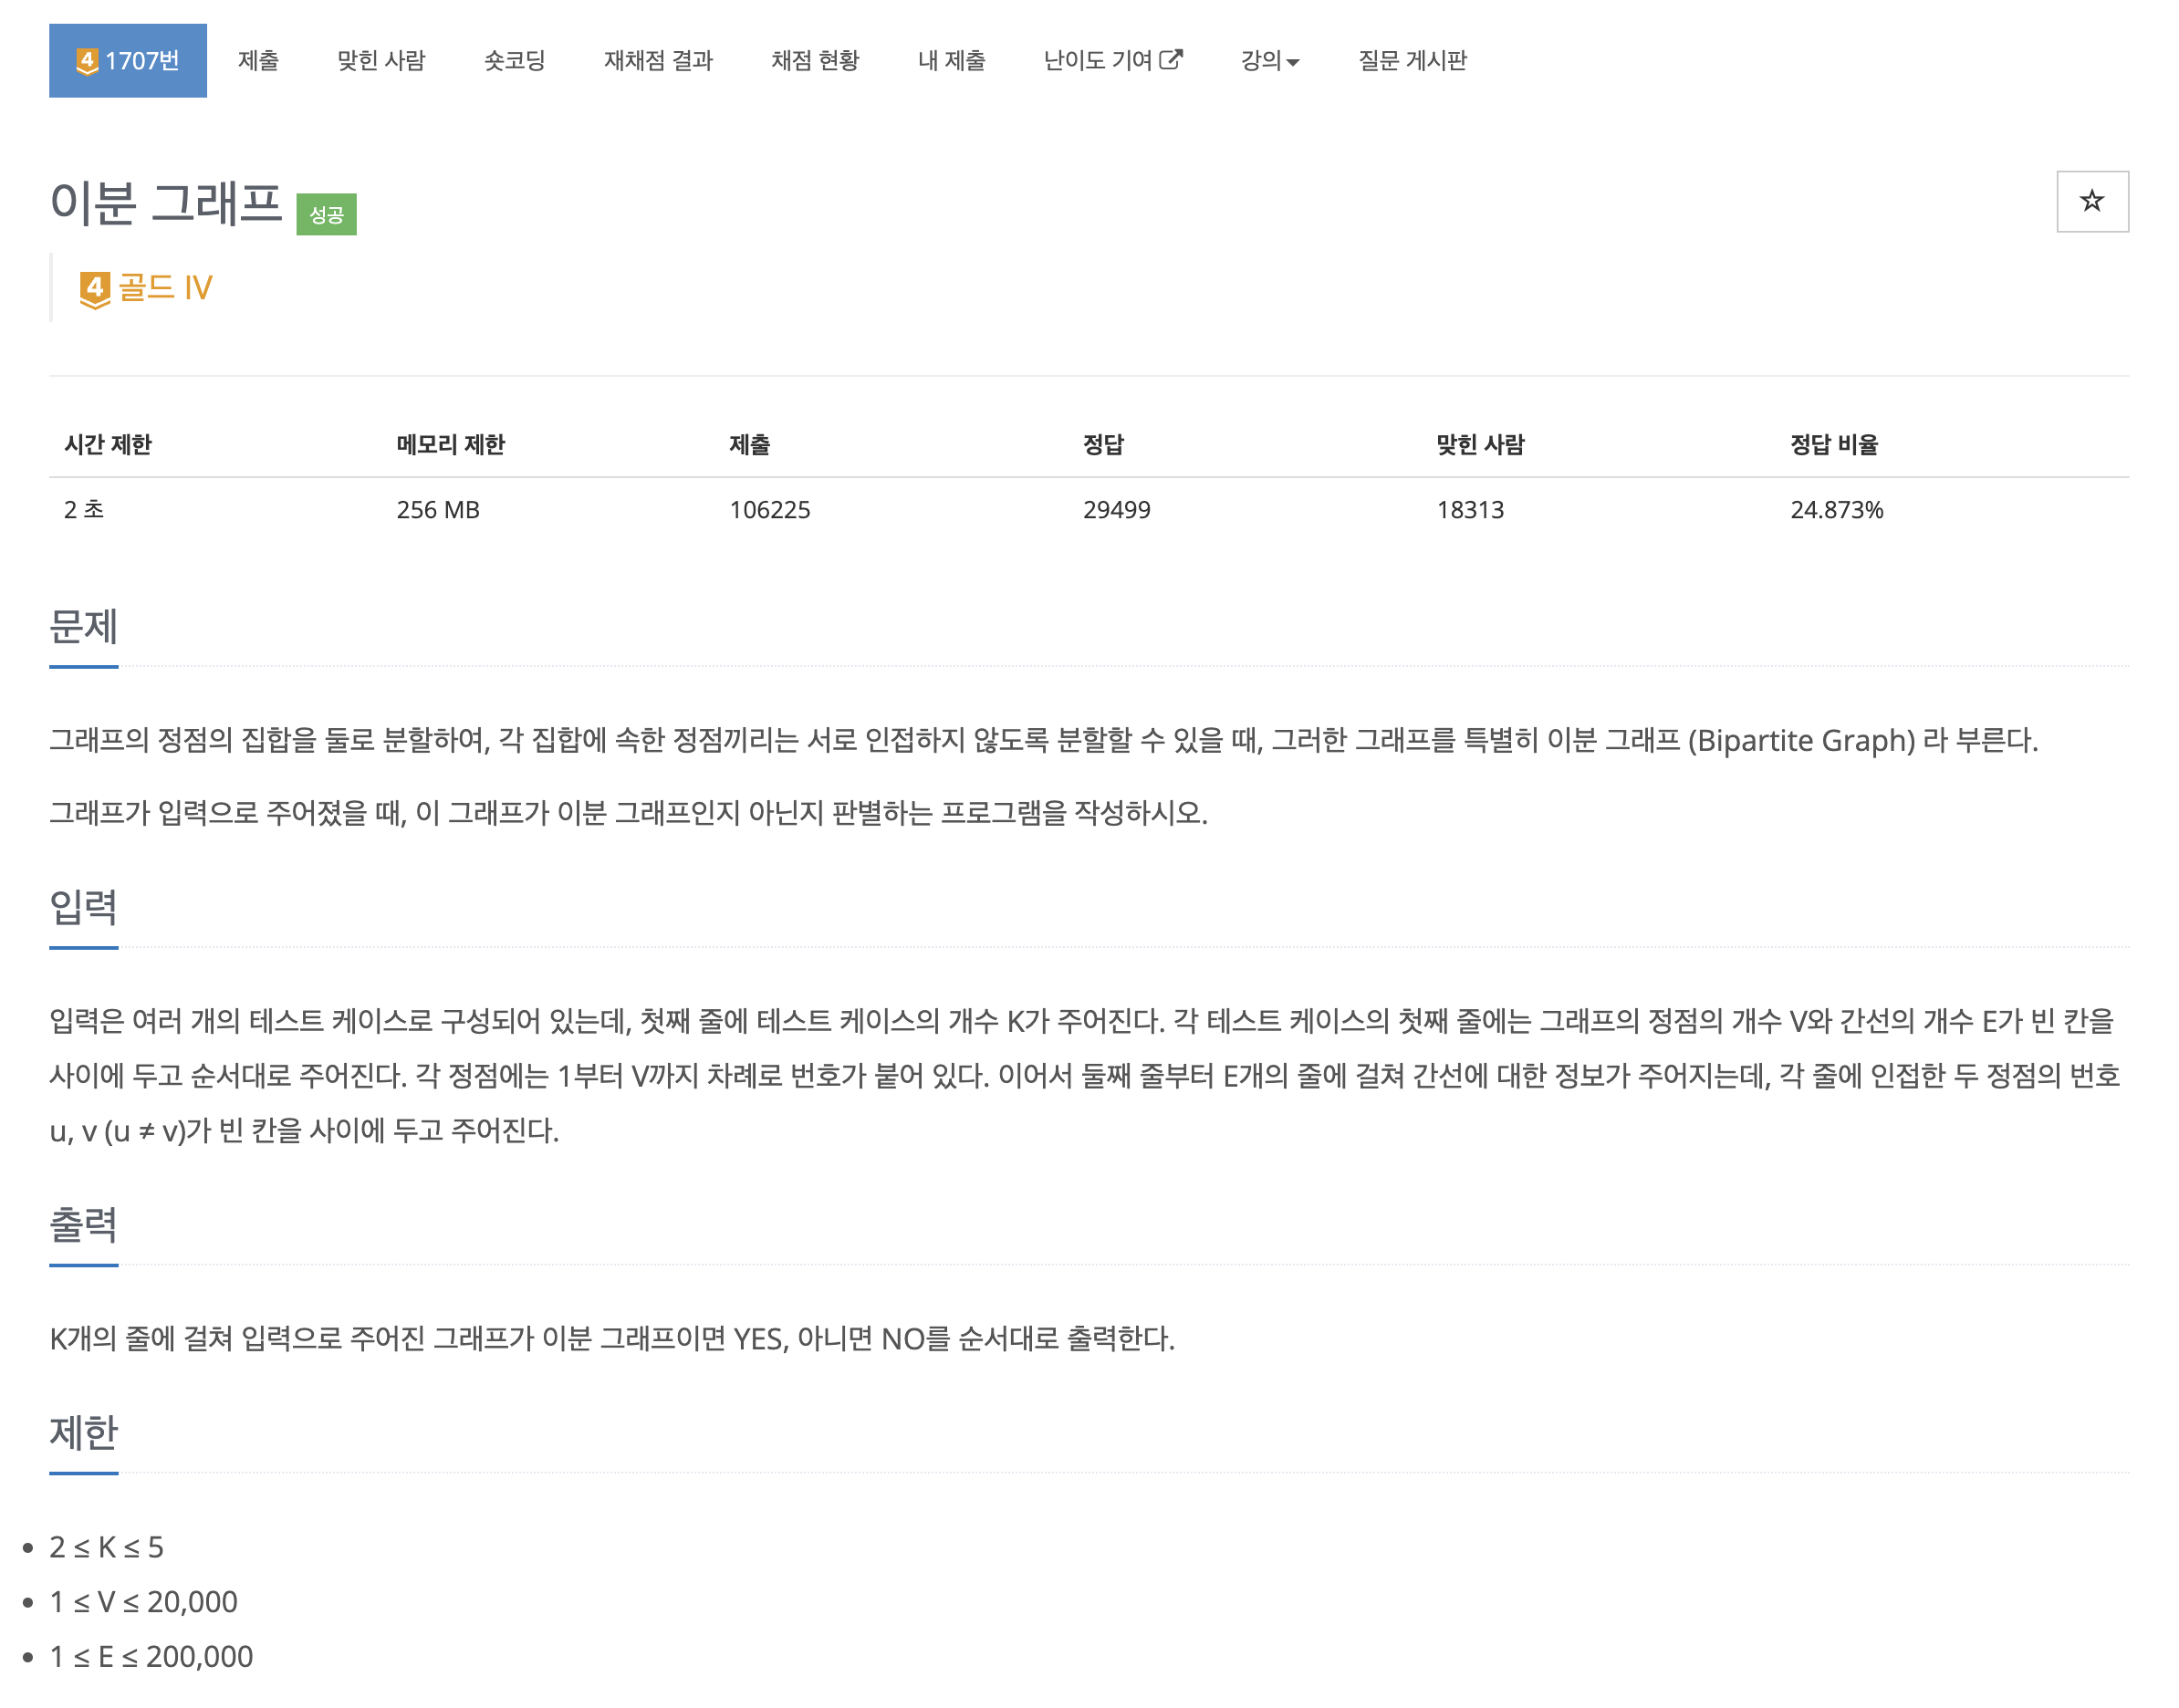 4 1707번 제출 맞힌 사람 숏코딩 재채점 결과 채점 현황 내 제출 난이도 기여 강의 질문 게시판
이분 그래프 성공
4 골드 IV
시간 제한 메모리 제한 제출 정답 맞힌 사람 정답 비율
2 초 256 MB 106225 29499 18313 24.873%
문제
그래프의 정점의 집합을 둘로 분할하여, 각 집합에 속한 정점끼리는 서로 인접하지 않도록 분할할 수 있을 때, 그러한 그래프를 특별히 이분 그래프 (Bipartite Graph) 라 부른다.
그래프가 입력으로 주어졌을 때, 이 그래프가 이분 그래프인지 아닌지 판별하는 프로그램을 작성하시오.
입력
입력은 여러 개의 테스트 케이스로 구성되어 있는데, 첫째 줄에 테스트 케이스의 개수 K가 주어진다. 각 테스트 케이스의 첫째 줄에는 그래프의 정점의 개수 V와 간선의 개수 E가 빈 칸을
사이에 두고 순서대로 주어진다. 각 정점에는 1부터 V까지 차례로 번호가 붙어 있다. 이어서 둘째 줄부터 E개의 줄에 걸쳐 간선에 대한 정보가 주어지는데, 각 줄에 인접한 두 정점의 번호
u, v (u ≠ v)가 빈 칸을 사이에 두고 주어진다.
출력
K개의 줄에 걸쳐 입력으로 주어진 그래프가 이분 그래프이면 YES, 아니면 NO를 순서대로 출력한다.
제한
• 2 ≤ K ≤ 5
• 1 ≤ V ≤ 20,000
• 1 ≤ E ≤ 200,000